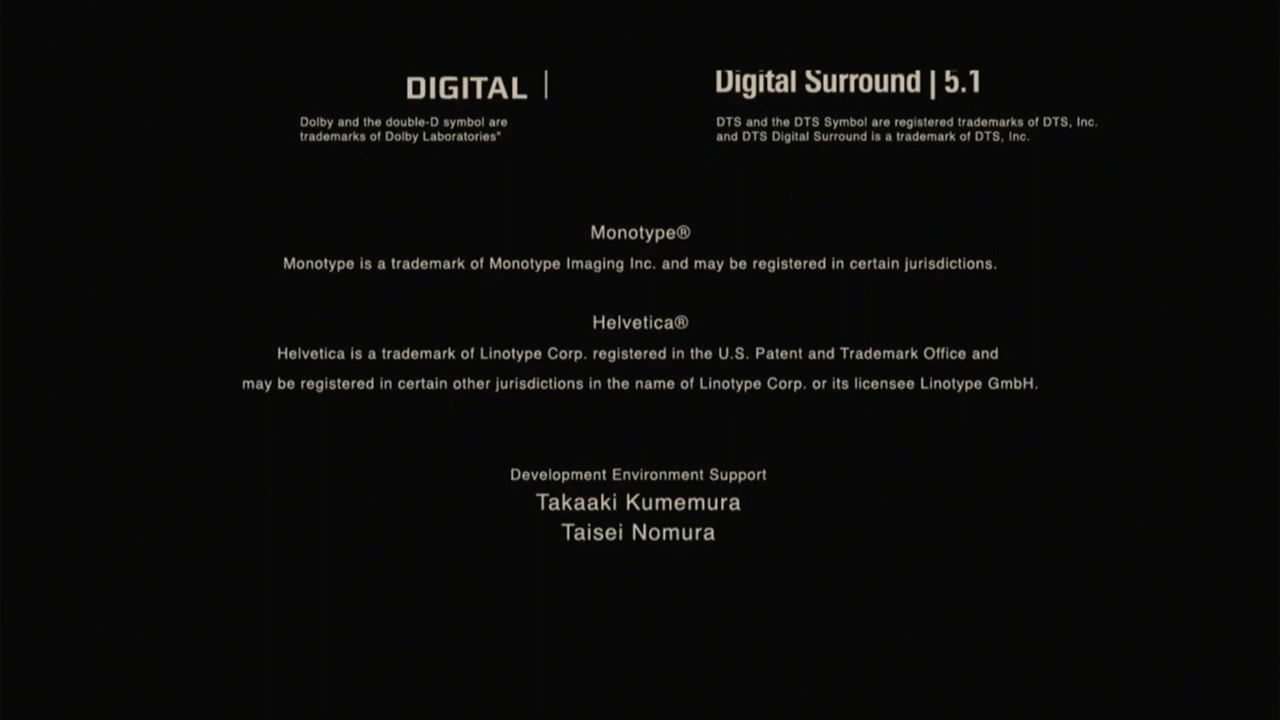 DIGITAL |
Digital Surround | 5.1
Dolby and the double-D symbol are
trademarks of Dolby Laboratories"
DTS and the DTS Symbol are registered trademarks of DTS, Inc.
and DTS Digital Surround is a trademark of DTS, Inc.
Monotype®
Monotype is a trademark of Monotype Imaging Inc. and may be registered in certain jurisdictions.
Helvetica®
Helvetica is a trademark of Linotype Corp. registered in the U.S. Patent and Trademark Office and
may be registered in certain other jurisdictions in the name of Linotype Corp. or its licensee Linotype GmbH.
Development Environment Support
Takaaki Kumemura
Taisei Nomura